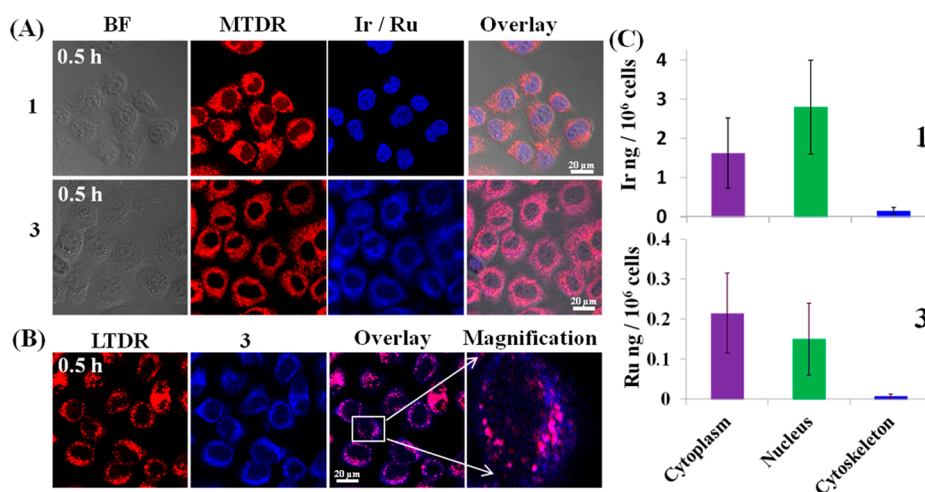 (A)
BF MTDR Ir / Ru Overlay
0.5 h
1
20 μm
3
0.5 h
20 μm
(B)
LTDR 3 Overlay Magnification
0.5 h
20 μm
(C)
Ir ng / 10⁶ cells
4
3
2
1
0
1
Ru ng / 10⁶ cells
0.4
0.3
0.2
0.1
0
3
Cytoplasm
Nucleus
Cytoskeleton